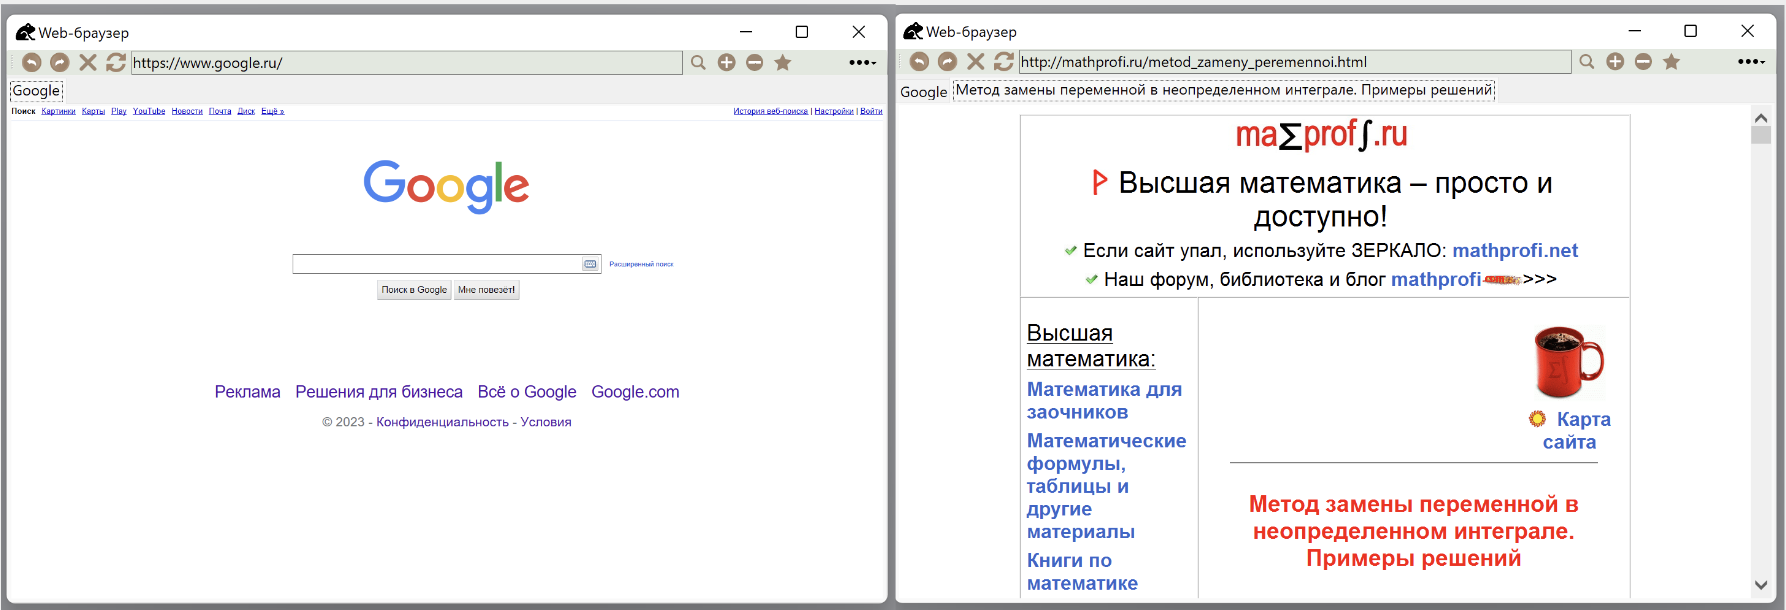 Web-браузер
https://www.google.ru/
Google
Поиск Картинки Карты Play YouTube Новости Почта Диск Ещё »
История веб-поиска | Настройки | Войти
Google
Расширенный поиск
Поиск в Google Мне повезёт!
Реклама Решения для бизнеса Всё о Google Google.com
© 2023 - Конфиденциальность - Условия
Web-браузер
http://mathprofi.ru/metod_zameny_peremennoi.html
Google Метод замены переменной в неопределенном интеграле. Примеры решений
maΣprof∫.ru
Высшая математика – просто и
доступно!
Если сайт упал, используйте ЗЕРКАЛО: mathprofi.net
Наш форум, библиотека и блог mathprofi >>>
Высшая
математика:
Математика для
заочников
Математические
формулы,
таблицы и
другие
материалы
Книги по
математике
Карта
сайта
Метод замены переменной в
неопределенном интеграле.
Примеры решений